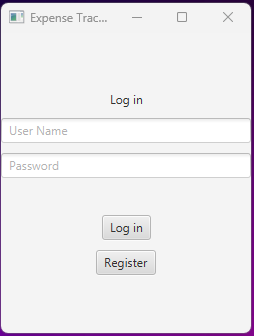 Expense Trac...
Log in
User Name
Password
Log in
Register